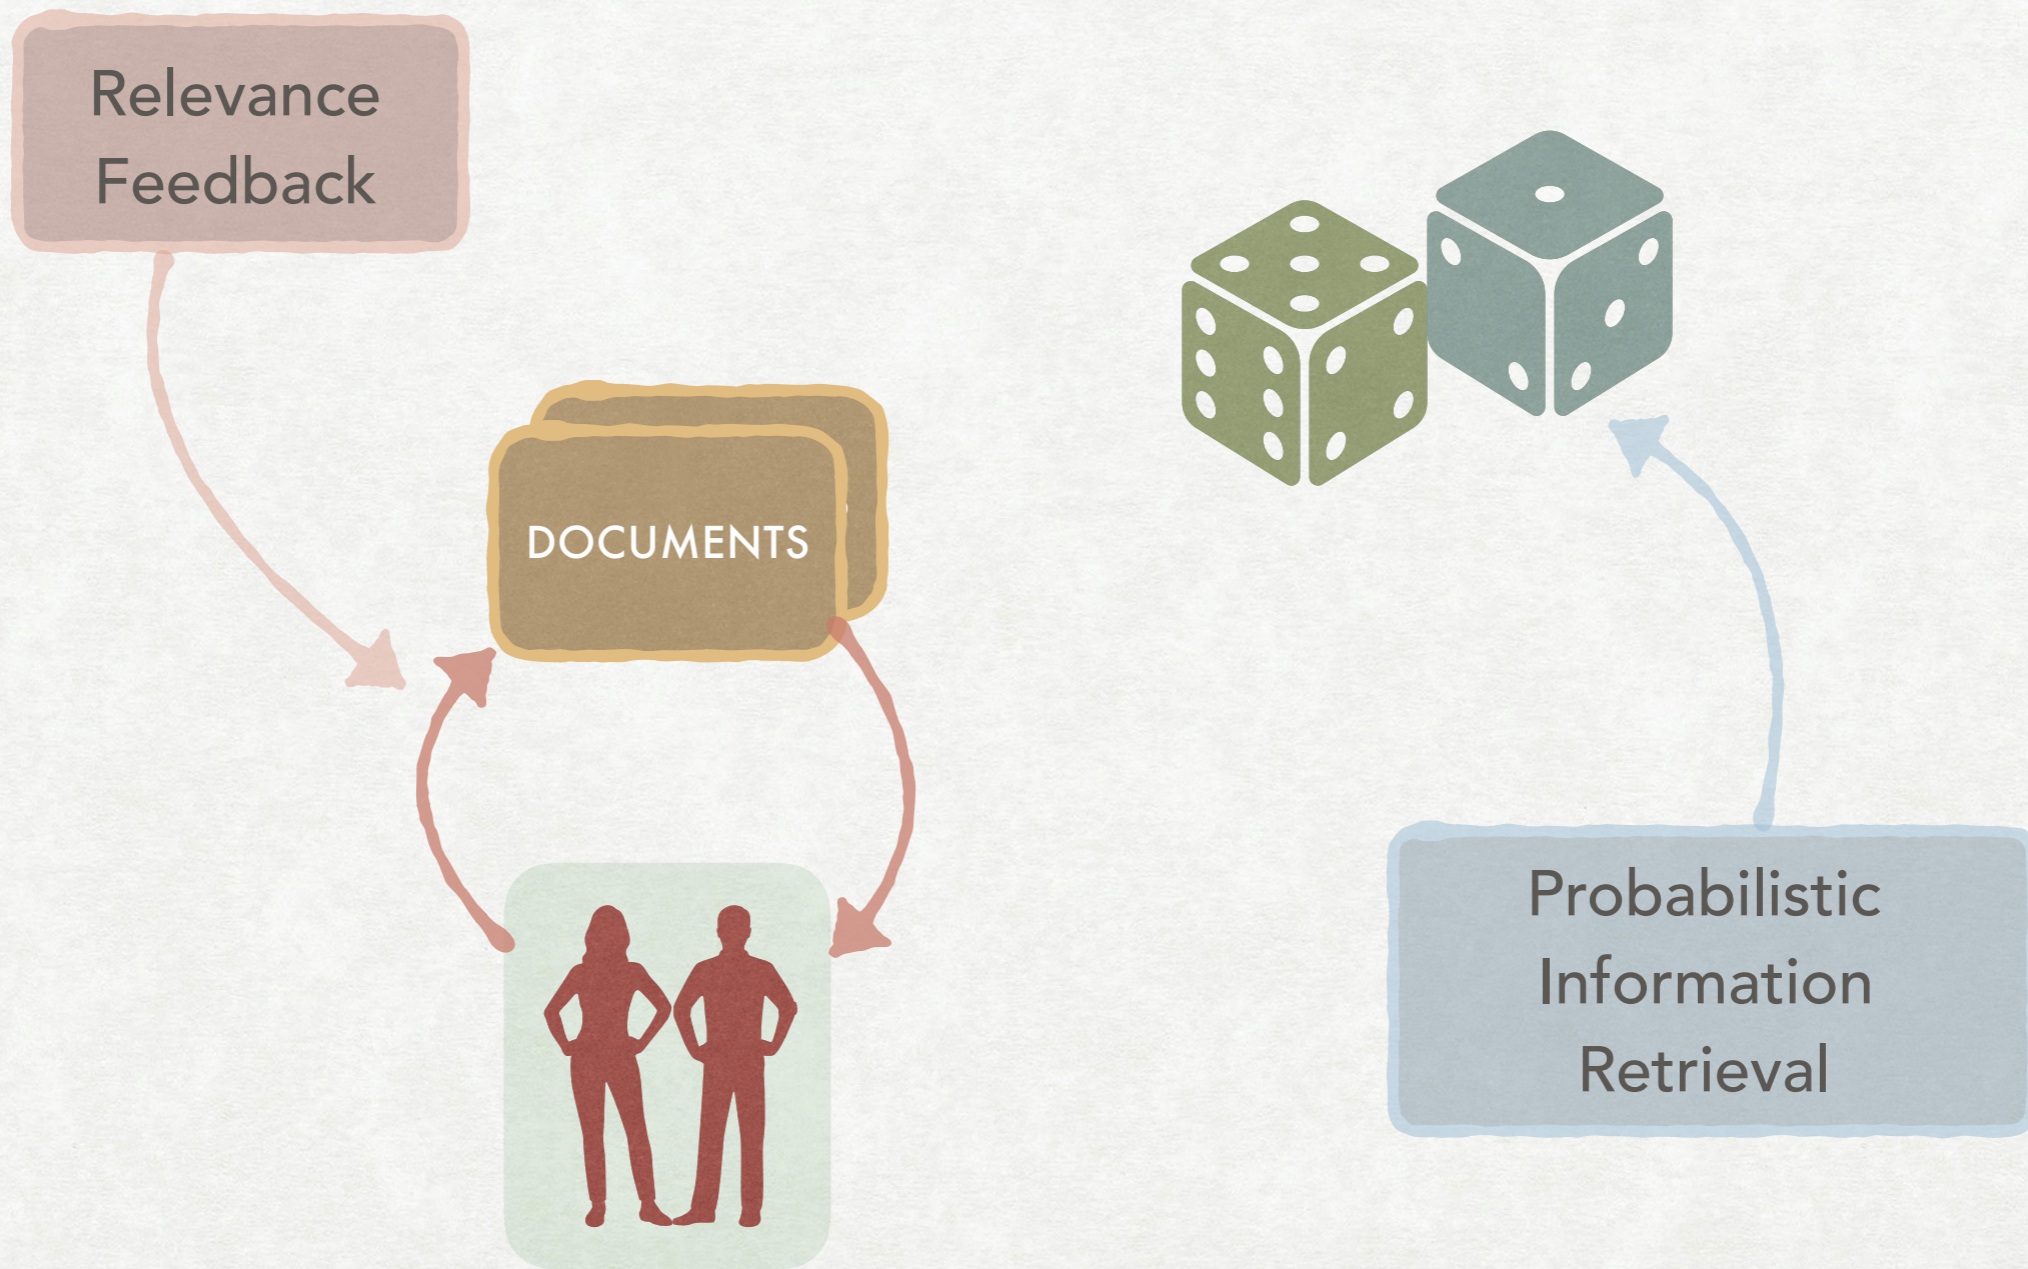 Relevance
Feedback
DOCUMENTS
Probabilistic
Information
Retrieval